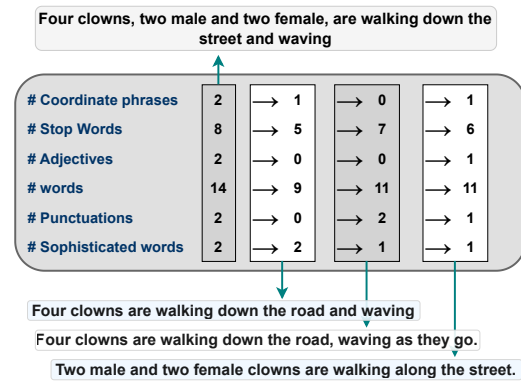 Four clowns, two male and two female, are walking down the
street and waving
# Coordinate phrases 2 → 1 → 0 → 1
# Stop Words 8 → 5 → 7 → 6
# Adjectives 2 → 0 → 0 → 1
# words 14 → 9 → 11 → 11
# Punctuations 2 → 0 → 2 → 1
# Sophisticated words 2 → 2 → 1 → 1
Four clowns are walking down the road and waving
Four clowns are walking down the road, waving as they go.
Two male and two female clowns are walking along the street.